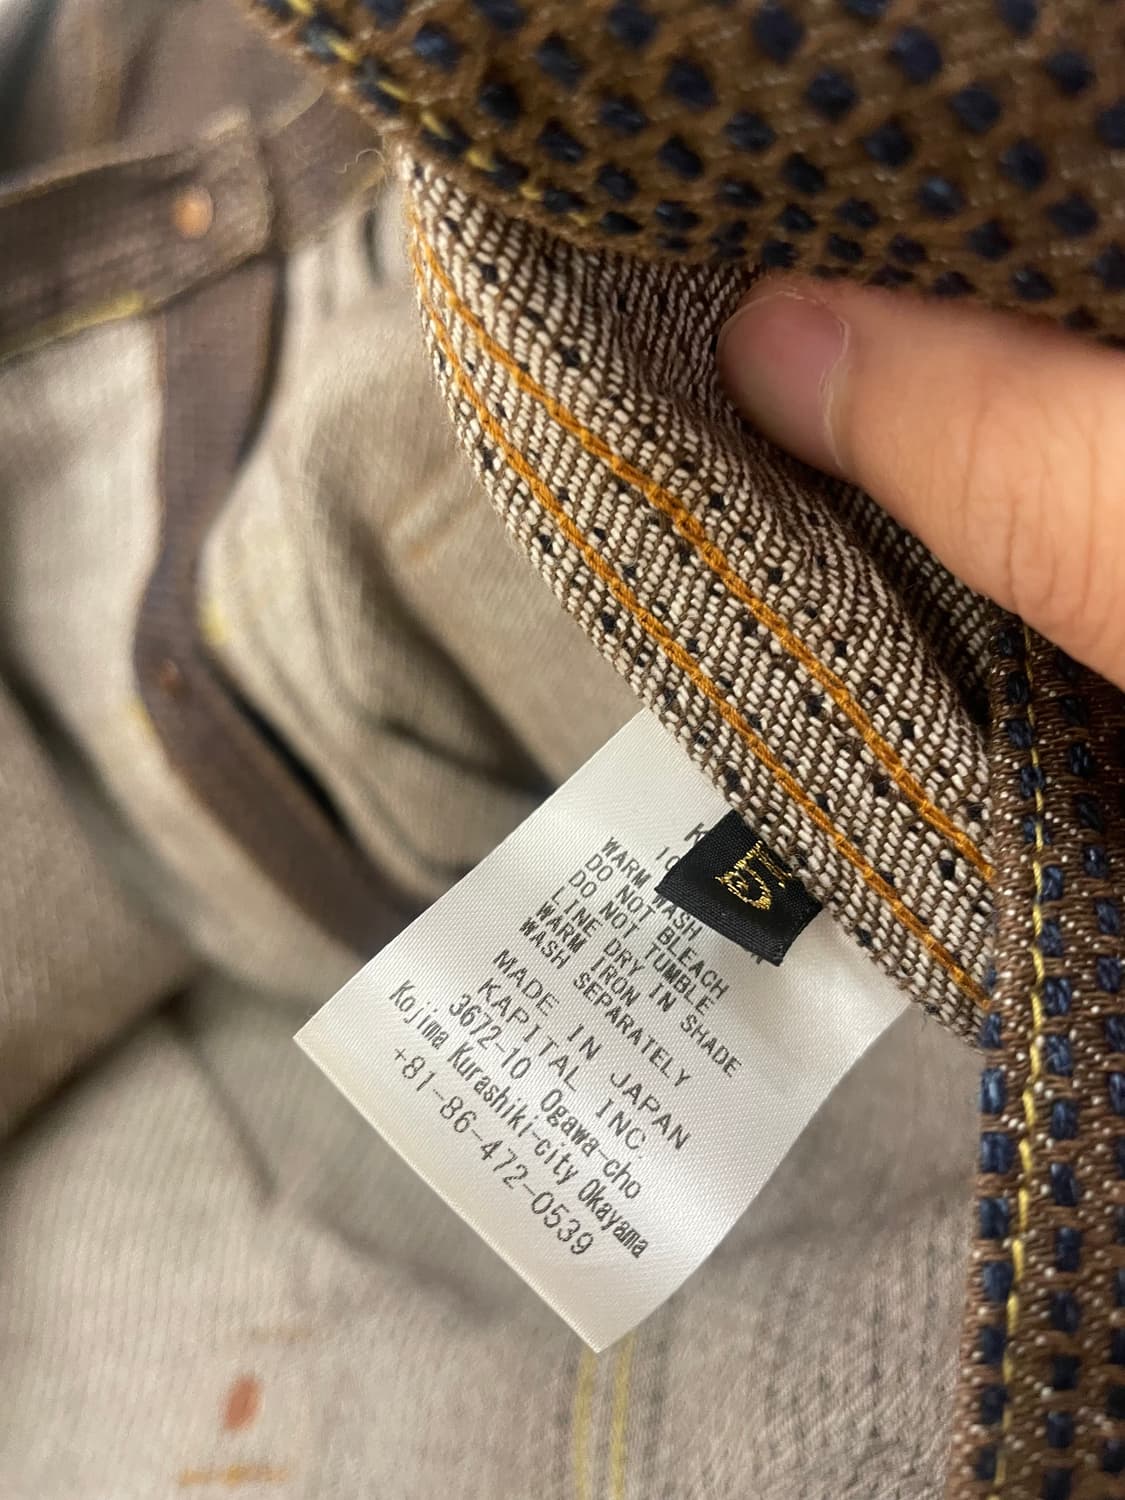 K
10
WARM WASH
DO NOT BLEACH
DO NOT TUMBLE
LINE DRY IN SHADE
WARM IRON
WASH SEPARATELY
MADE IN JAPAN
KAPITAL INC.
3672-10 Ogawa-cho
Kojima Kurashiki-city Okayama
+81-86-472-0539